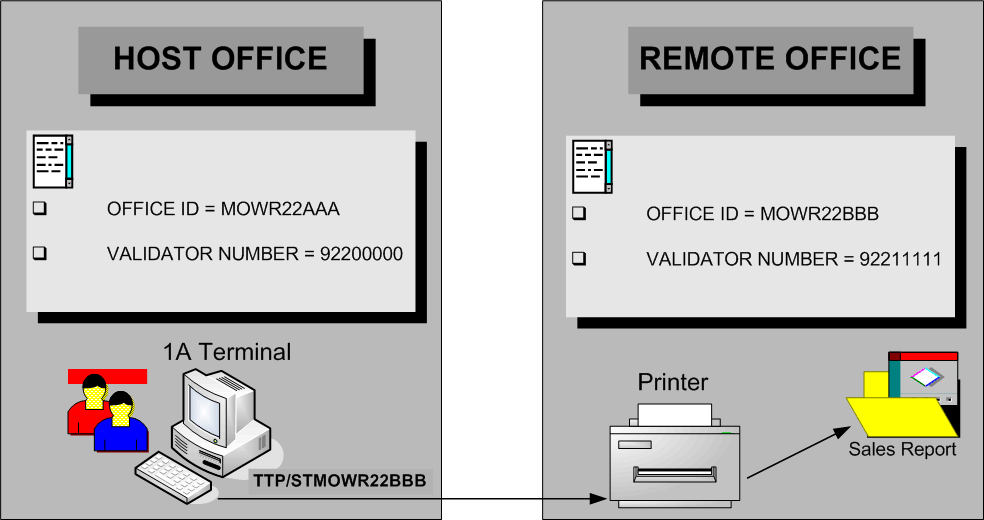 HOST OFFICE
OFFICE ID = MOWR22AAA
VALIDATOR NUMBER = 92200000
1A Terminal
TTP/STMOWR22BBB
REMOTE OFFICE
OFFICE ID = MOWR22BBB
VALIDATOR NUMBER = 92211111
Printer
Sales Report